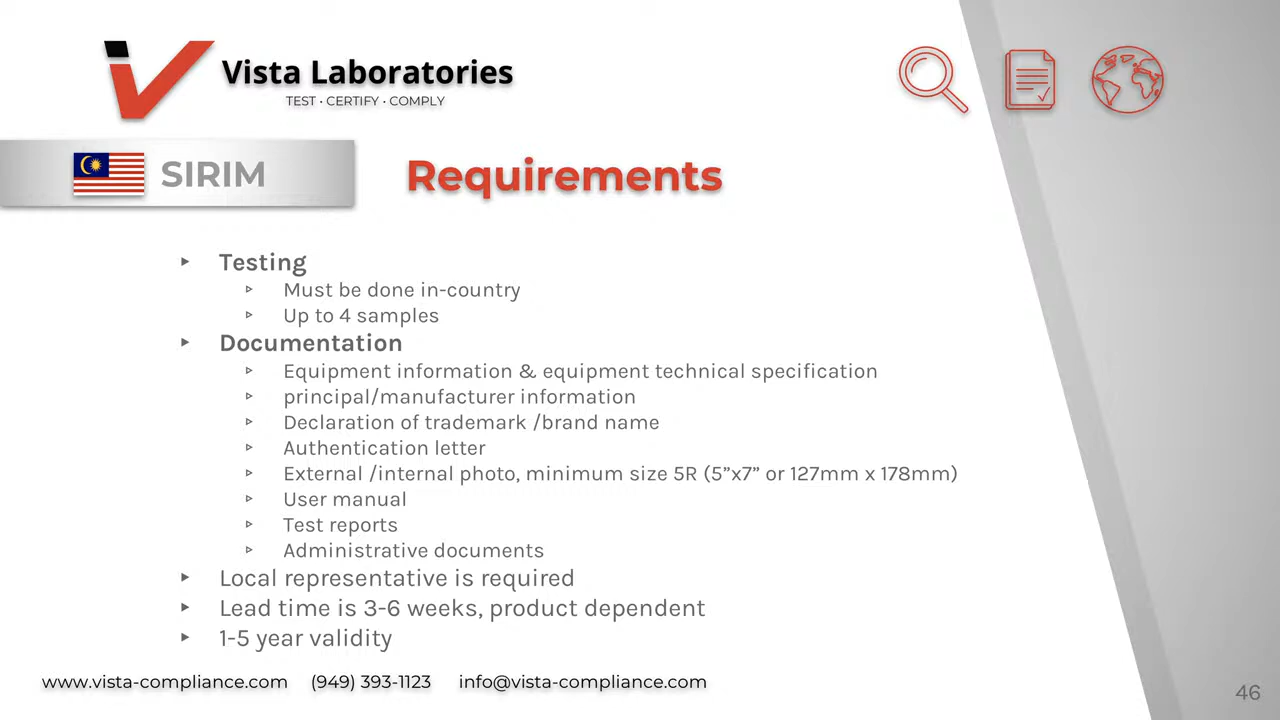 Vista Laboratories
TEST · CERTIFY · COMPLY
SIRIM
Requirements
Testing
Must be done in-country
Up to 4 samples
Documentation
Equipment information & equipment technical specification
principal/manufacturer information
Declaration of trademark /brand name
Authentication letter
External /internal photo, minimum size 5R (5”x7” or 127mm x 178mm)
User manual
Test reports
Administrative documents
Local representative is required
Lead time is 3-6 weeks, product dependent
1-5 year validity
www.vista-compliance.com (949) 393-1123 info@vista-compliance.com
46